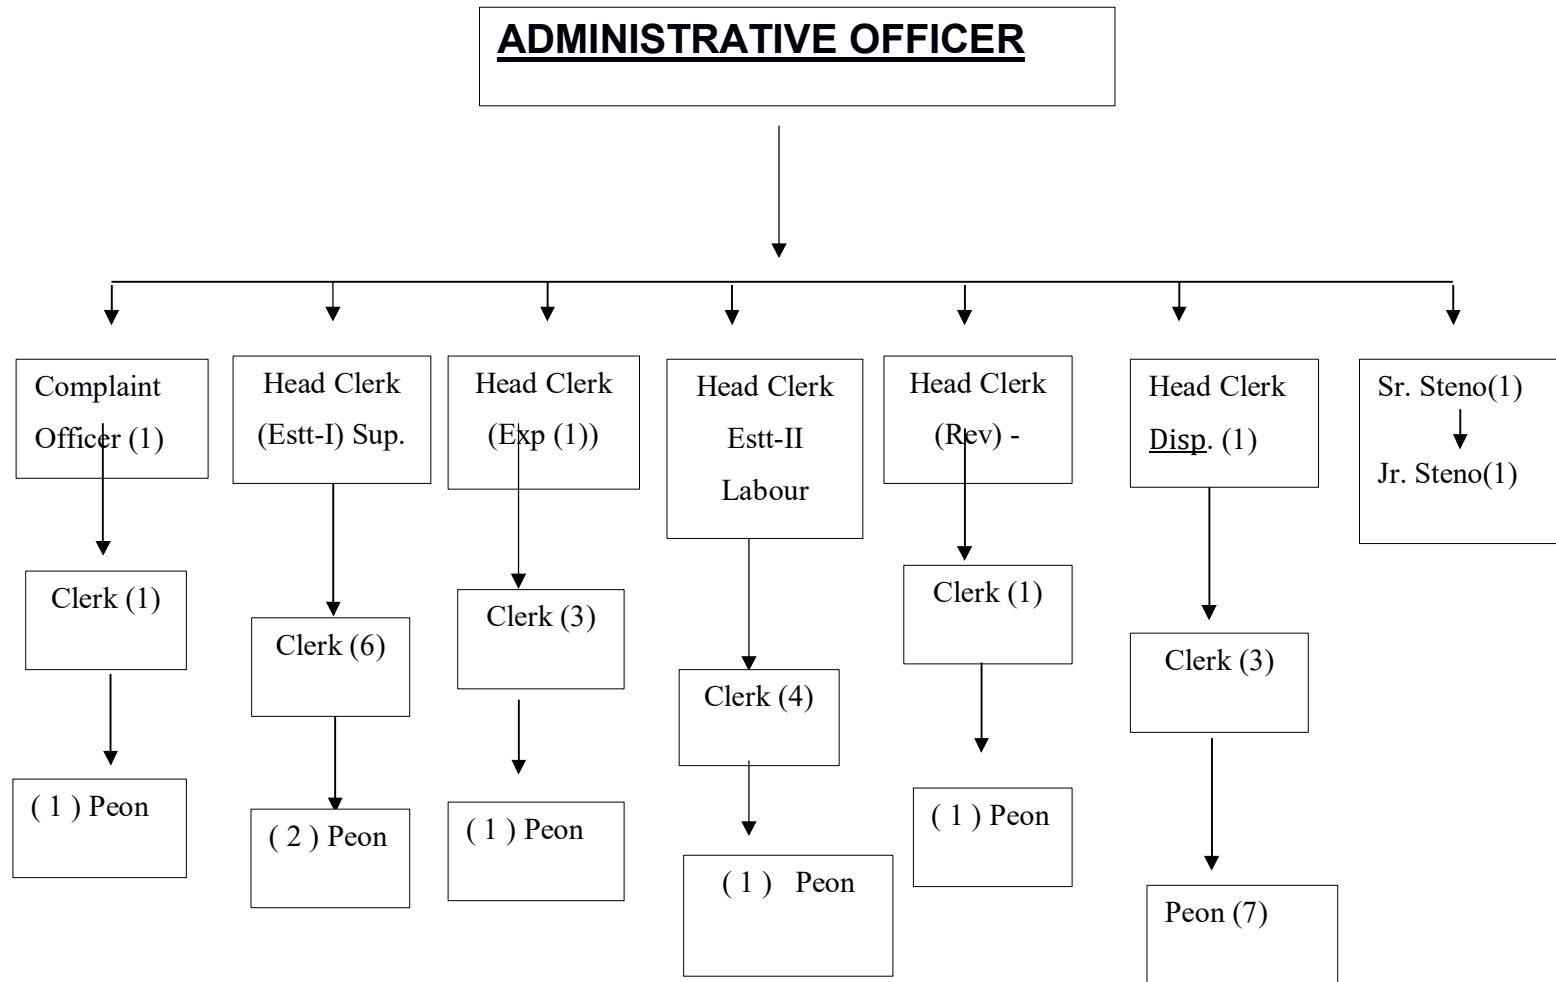 ADMINISTRATIVE OFFICER
Complaint
Officer (1)
Head Clerk
(Estt-I) Sup.
Head Clerk
(Exp (1))
Head Clerk
Estt-II
Labour
Head Clerk
(Rev) -
Head Clerk
Disp. (1)
Sr. Steno(1)
Jr. Steno(1)
Clerk (1)
Clerk (6)
Clerk (3)
Clerk (4)
Clerk (1)
Clerk (3)
( 1 ) Peon
( 2 ) Peon
( 1 ) Peon
( 1 ) Peon
( 1 ) Peon
Peon (7)